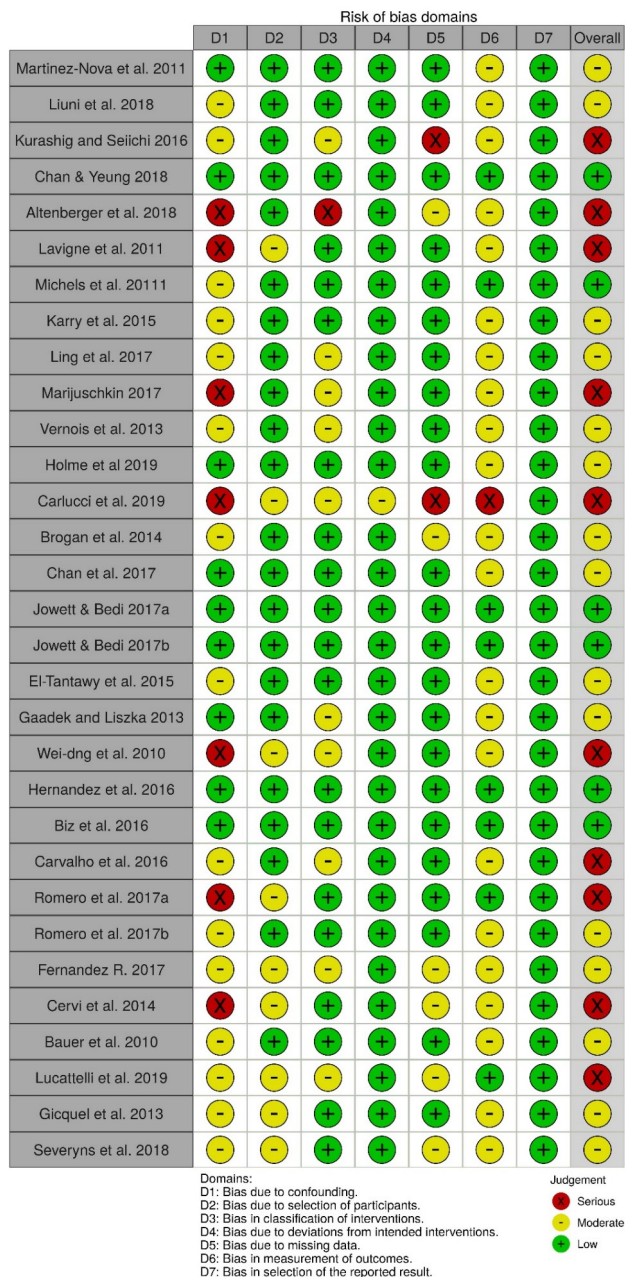 Risk of bias domains
D1 D2 D3 D4 D5 D6 D7 Overall
Martinez-Nova et al. 2011 + + + + + - + -
Liuni et al. 2018 - + + + + - + -
Kurashig and Seiichi 2016 - + - + X - + X
Chan & Yeung 2018 + + + + + + + +
Altenberger et al. 2018 X + X + - - + X
Lavigne et al. 2011 X - + + + - + X
Michels et al. 20111 - + + + + + + +
Karry et al. 2015 - + + + + - + -
Ling et al. 2017 - + - + + - + -
Marijuschkin 2017 X + - + + - + X
Vernois et al. 2013 - + - + + - + -
Holme et al 2019 + + + + + - + -
Carlucci et al. 2019 X - - - X X + X
Brogan et al. 2014 - + + + - - + -
Chan et al. 2017 + + + + + - + -
Jowett & Bedi 2017a + + + + + + + +
Jowett & Bedi 2017b + + + + + + + +
El-Tantawy et al. 2015 - + + + + - + -
Gaadek and Liszka 2013 + + - + + - + -
Wei-dng et al. 2010 X - - + + - + X
Hernandez et al. 2016 + + + + + + + +
Biz et al. 2016 + + + + + + + +
Carvalho et al. 2016 - + - + + - + X
Romero et al. 2017a X - + + + + + X
Romero et al. 2017b - + + + + - + -
Fernandez R. 2017 - - - + - - + -
Cervi et al. 2014 X - + + - - + X
Bauer et al. 2010 - + + + + - + -
Lucattelli et al. 2019 - - - + - + + X
Gicquel et al. 2013 - - + + + - + -
Severyns et al. 2018 - - + + - - + -
Domains:
D1: Bias due to confounding.
D2: Bias due to selection of participants.
D3: Bias in classification of interventions.
D4: Bias due to deviations from intended interventions.
D5: Bias due to missing data.
D6: Bias in measurement of outcomes.
D7: Bias in selection of the reported result.
Judgement
X Serious
- Moderate
+ Low